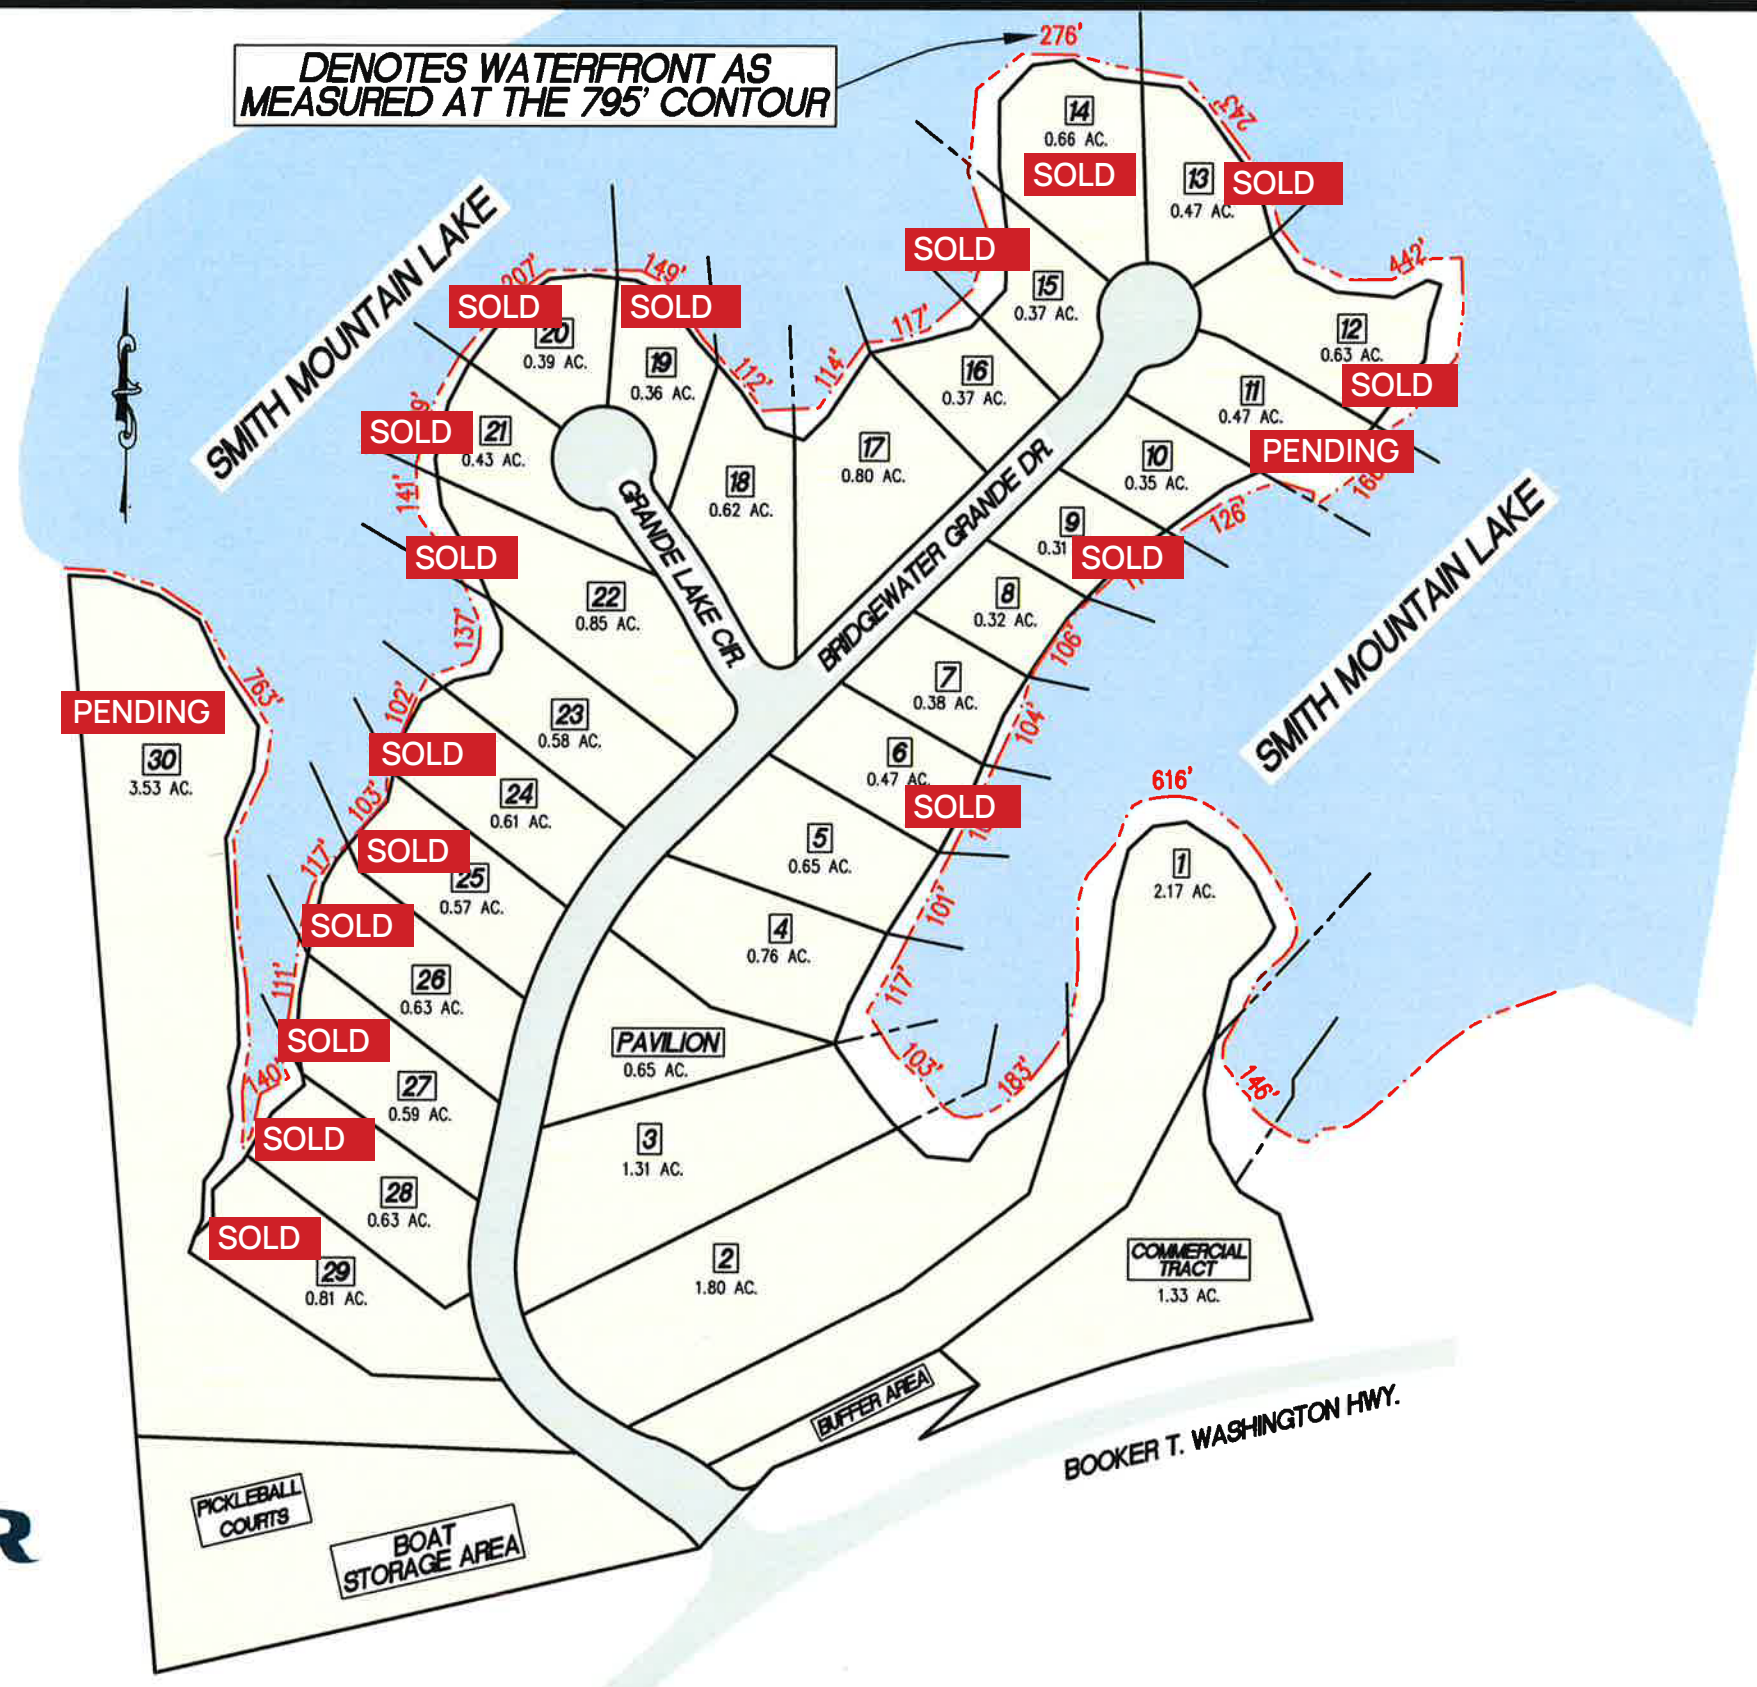 DENOTES WATERFRONT AS
MEASURED AT THE 795' CONTOUR
276'
243'
14
0.66 AC.
SOLD
13
0.47 AC.
SOLD
SMITH MOUNTAIN LAKE
SOLD
15
0.37 AC.
442'
12
0.63 AC.
SOLD
207'
SOLD
20
0.39 AC.
149'
SOLD
19
0.36 AC.
112'
114'
117'
16
0.37 AC.
11
0.47 AC.
PENDING
SOLD
21
0.43 AC.
141'
17
0.80 AC.
18
0.62 AC.
10
0.35 AC.
126'
9
0.31
SOLD
SOLD
GRANDE LAKE CIR.
BRIDGEWATER GRANDE DR.
SMITH MOUNTAIN LAKE
22
0.85 AC.
137'
8
0.32 AC.
106'
7
0.38 AC.
104'
763'
PENDING
30
3.53 AC.
102'
23
0.58 AC.
SOLD
6
0.47 AC.
SOLD
103'
24
0.61 AC.
5
0.65 AC.
616'
1
2.17 AC.
117'
SOLD
25
0.57 AC.
101'
SOLD
4
0.76 AC.
111'
26
0.63 AC.
117'
SOLD
PAVILION
0.65 AC.
103'
183'
146'
140'
27
0.59 AC.
SOLD
3
1.31 AC.
28
0.63 AC.
SOLD
29
0.81 AC.
2
1.80 AC.
COMMERCIAL
TRACT
1.33 AC.
BUFFER AREA
BOOKER T. WASHINGTON HWY.
PICKLEBALL
COURTS
BOAT
STORAGE AREA
R